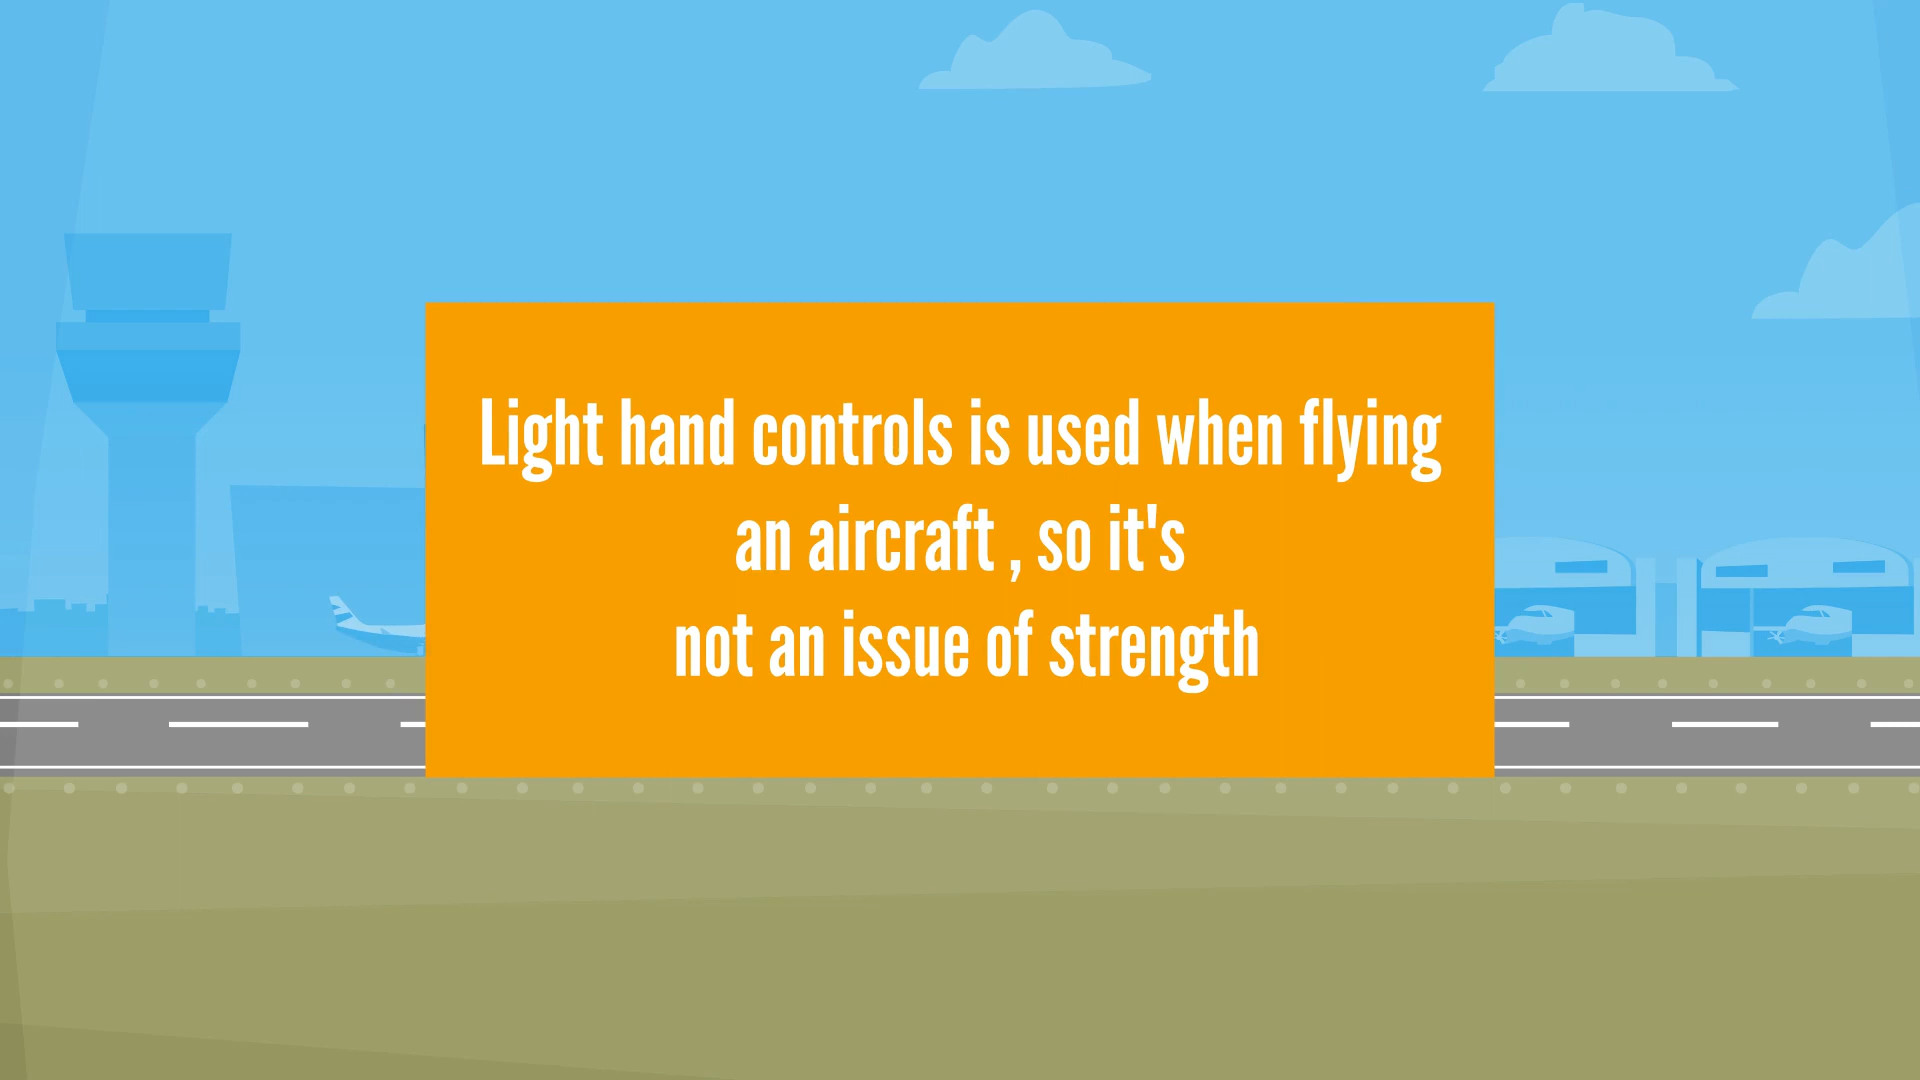 Light hand controls is used when flying
an aircraft , so it's
not an issue of strength